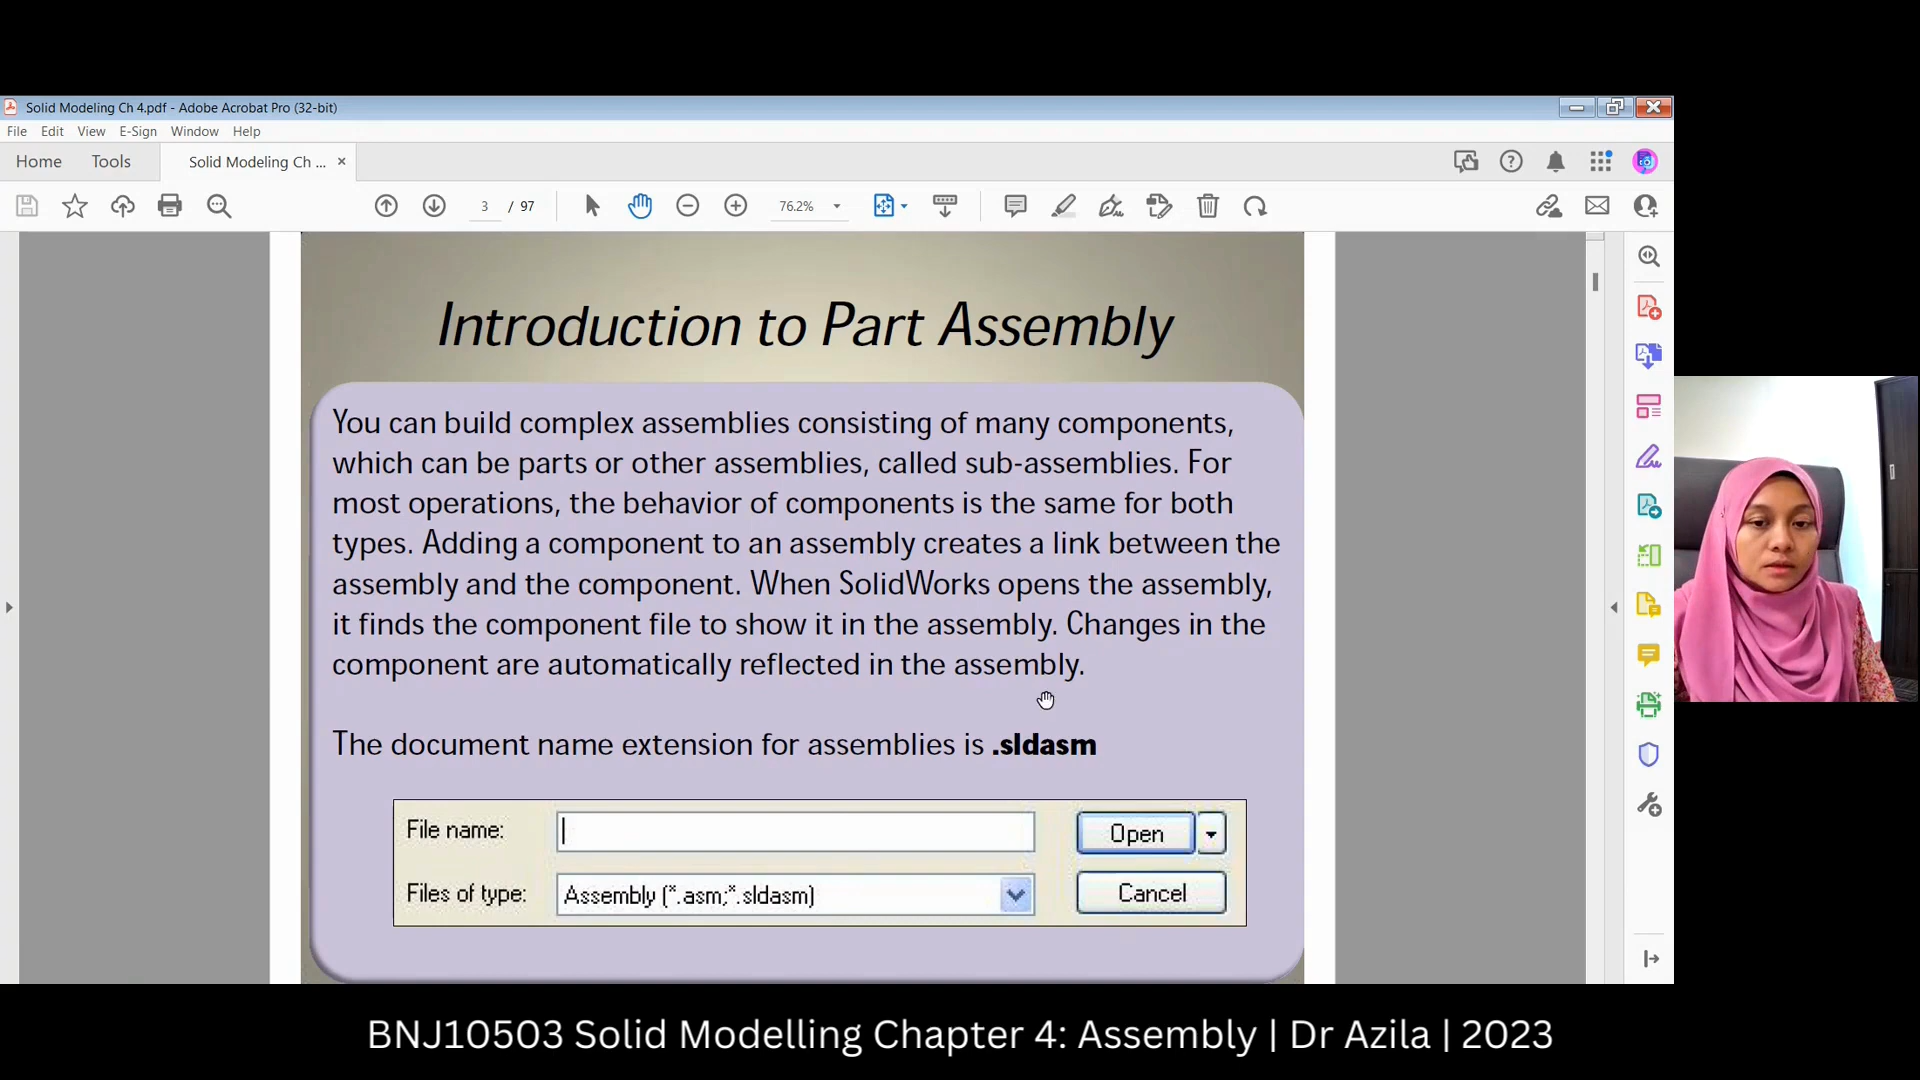 Solid Modeling Ch 4.pdf - Adobe Acrobat Pro (32-bit)
File Edit View E-Sign Window Help
Home Tools Solid Modeling Ch ... ×
3 / 97 76.2%
Introduction to Part Assembly
You can build complex assemblies consisting of many components,
which can be parts or other assemblies, called sub-assemblies. For
most operations, the behavior of components is the same for both
types. Adding a component to an assembly creates a link between the
assembly and the component. When SolidWorks opens the assembly,
it finds the component file to show it in the assembly. Changes in the
component are automatically reflected in the assembly.
The document name extension for assemblies is .sldasm
File name: Open
Files of type: Assembly (*.asm;*.sldasm) Cancel
BNJ10503 Solid Modelling Chapter 4: Assembly | Dr Azila | 2023